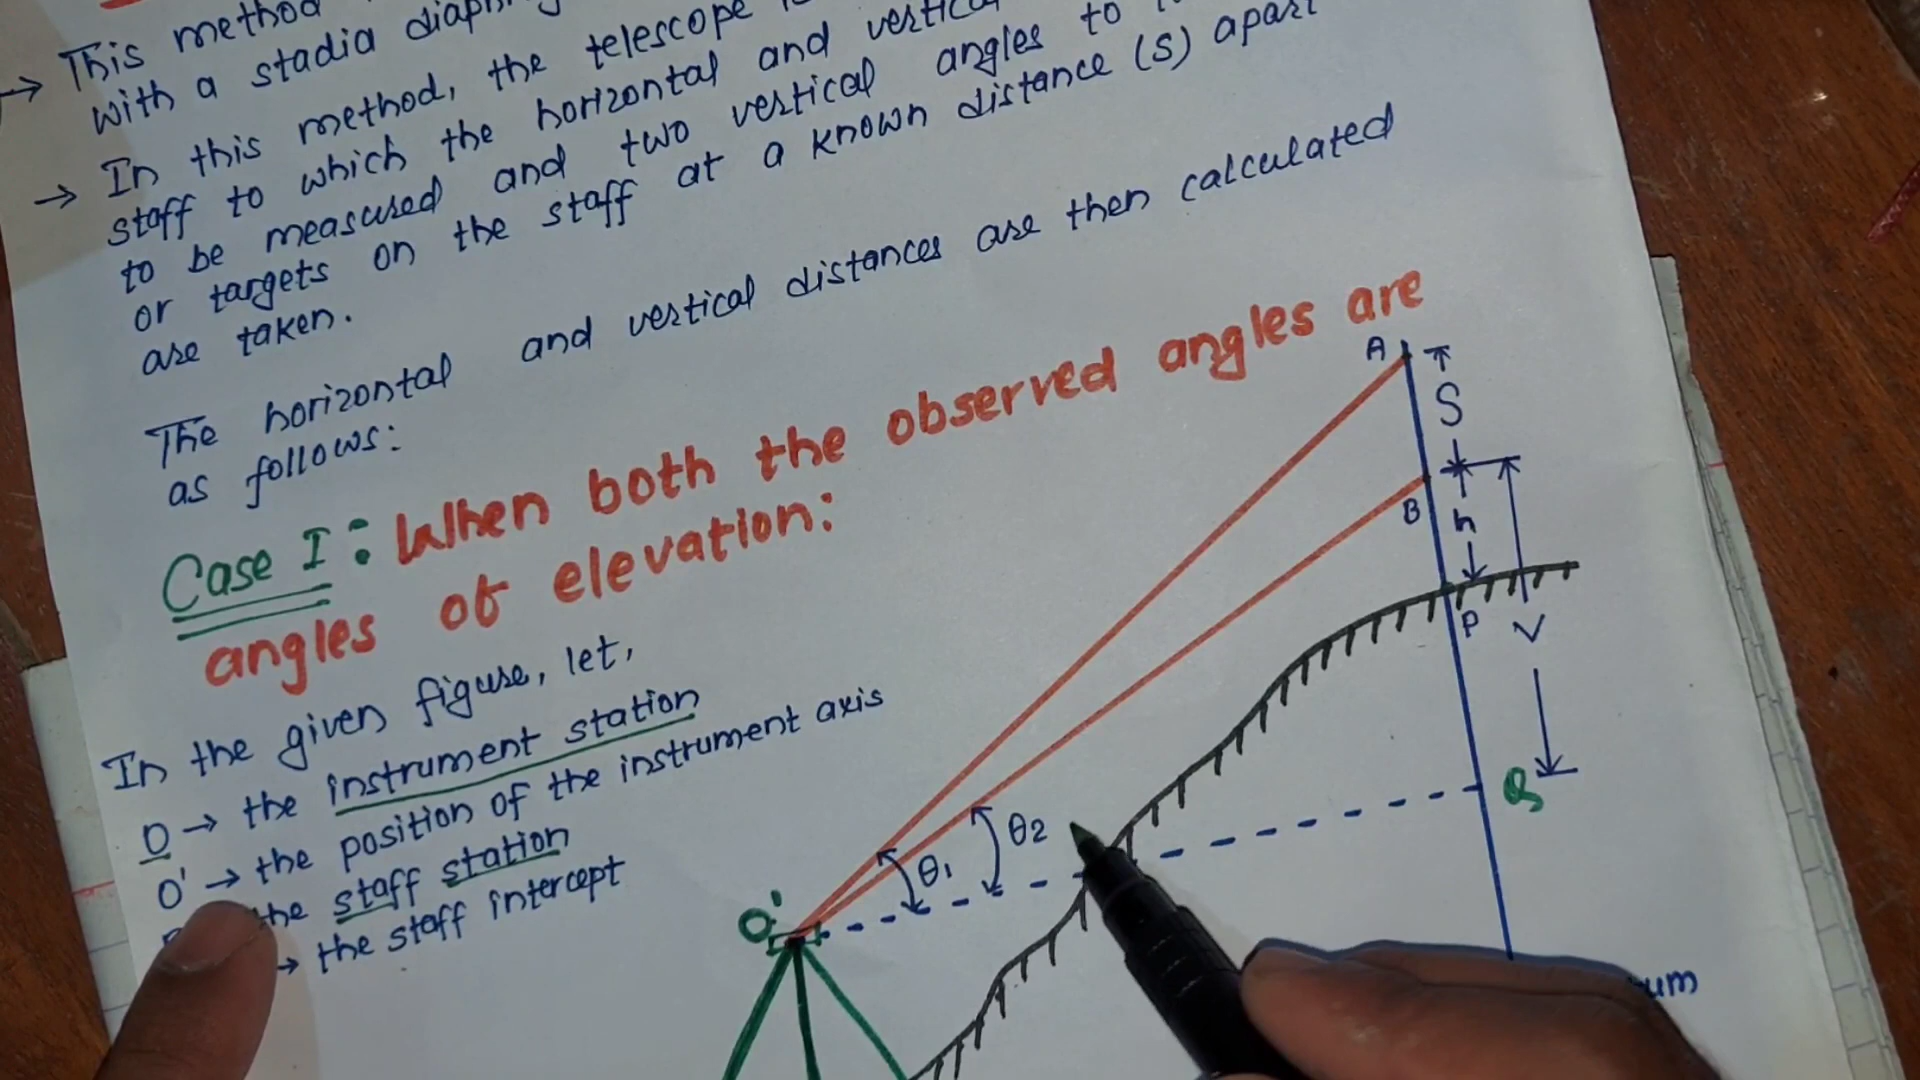 → This method
with a stadia
→ In this method, the telescope
staff to which the horizontal and vertical
to be measured and two vertical angles to
or targets on the staff at a known distance (S) apart
are taken.
The horizontal and vertical distances are then calculated
as follows:
Case I: When both the observed angles are
angles of elevation:
In the given figure, let,
O → the instrument station
O' → the position of the instrument axis
the staff station
→ the staff intercept
A
S
B
h
P
V
θ2
θ1
O'